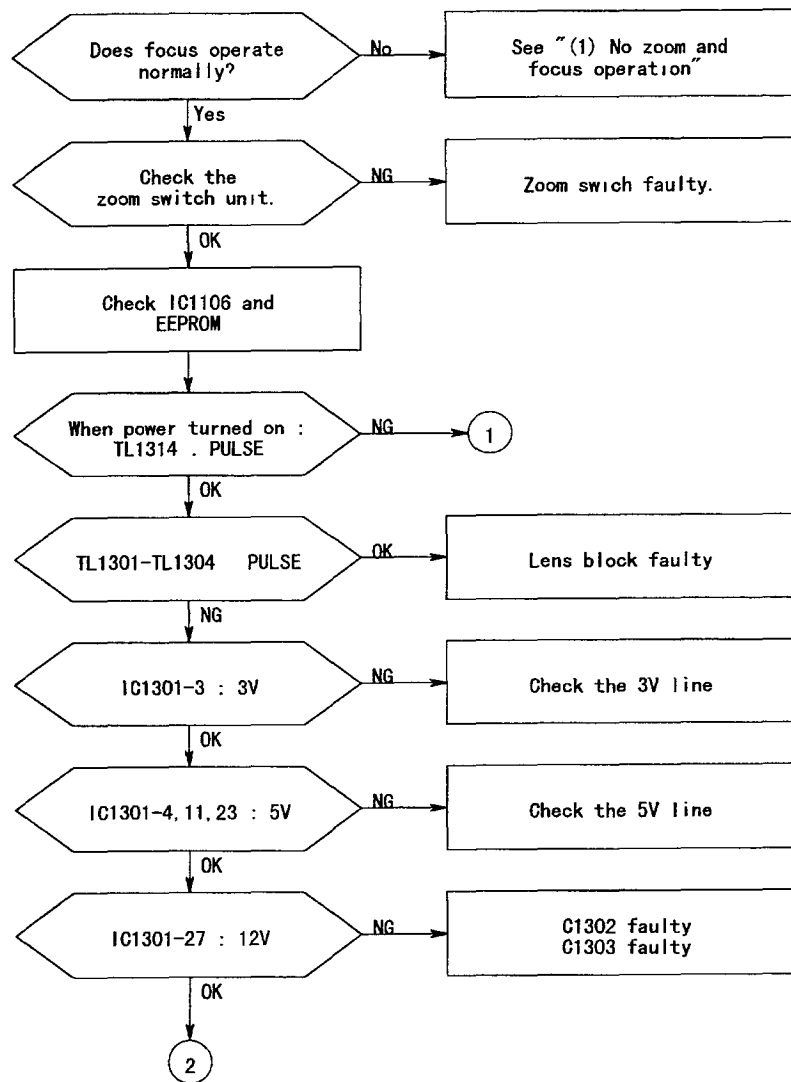 Does focus operate
normally?
No
See "(1) No zoom and
focus operation"
Yes
Check the
zoom switch unit.
NG
Zoom swich faulty.
OK
Check IC1106 and
EEPROM
When power turned on :
TL1314 . PULSE
NG
1
OK
TL1301-TL1304 PULSE
OK
Lens block faulty
NG
IC1301-3 : 3V
NG
Check the 3V line
OK
IC1301-4,11,23 : 5V
NG
Check the 5V line
OK
IC1301-27 : 12V
NG
C1302 faulty
C1303 faulty
OK
2